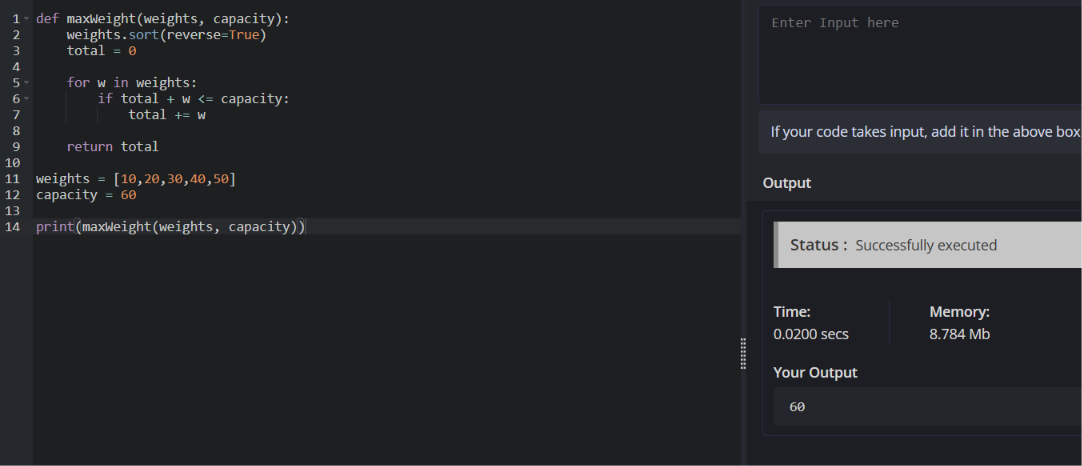 1 def maxWeight(weights, capacity):
2     weights.sort(reverse=True)
3     total = 0
4
5     for w in weights:
6         if total + w <= capacity:
7             total += w
8
9     return total
10
11 weights = [10,20,30,40,50]
12 capacity = 60
13
14 print(maxWeight(weights, capacity))
Enter Input here
If your code takes input, add it in the above box
Output
Status : Successfully executed
Time: Memory:
0.0200 secs 8.784 Mb
Your Output
60